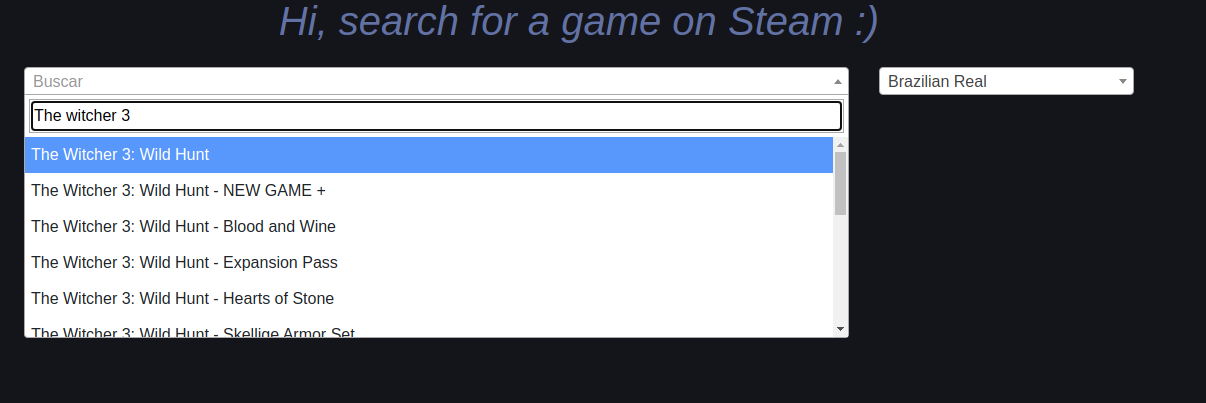 Hi, search for a game on Steam :)
Buscar
Brazilian Real
The witcher 3
The Witcher 3: Wild Hunt
The Witcher 3: Wild Hunt - NEW GAME +
The Witcher 3: Wild Hunt - Blood and Wine
The Witcher 3: Wild Hunt - Expansion Pass
The Witcher 3: Wild Hunt - Hearts of Stone
The Witcher 3: Wild Hunt - Skellige Armor Set